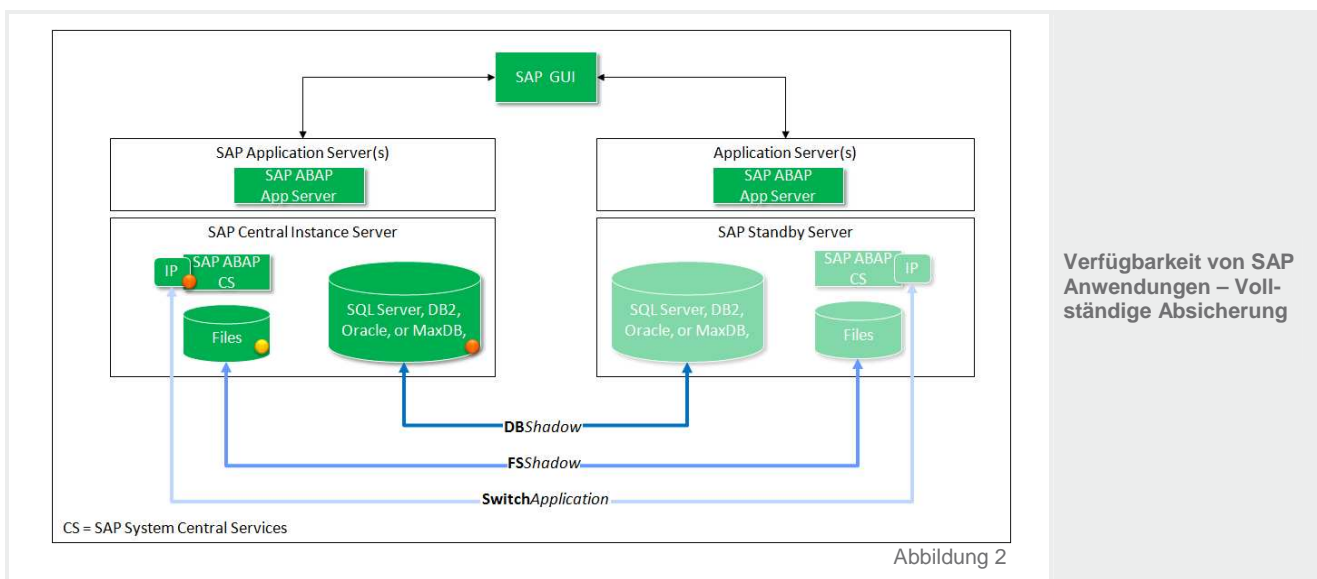 SAP GUI
SAP Application Server(s)
SAP ABAP
App Server
Application Server(s)
SAP ABAP
App Server
SAP Central Instance Server
IP
SAP ABAP
CS
Files
SQL Server, DB2,
Oracle, or MaxDB,
SAP Standby Server
SQL Server, DB2,
Oracle, or MaxDB,
SAP ABAP
CS
IP
Files
DBShadow
FSShadow
SwitchApplication
CS = SAP System Central Services
Abbildung 2
Verfügbarkeit von SAP
Anwendungen – Voll-
ständige Absicherung